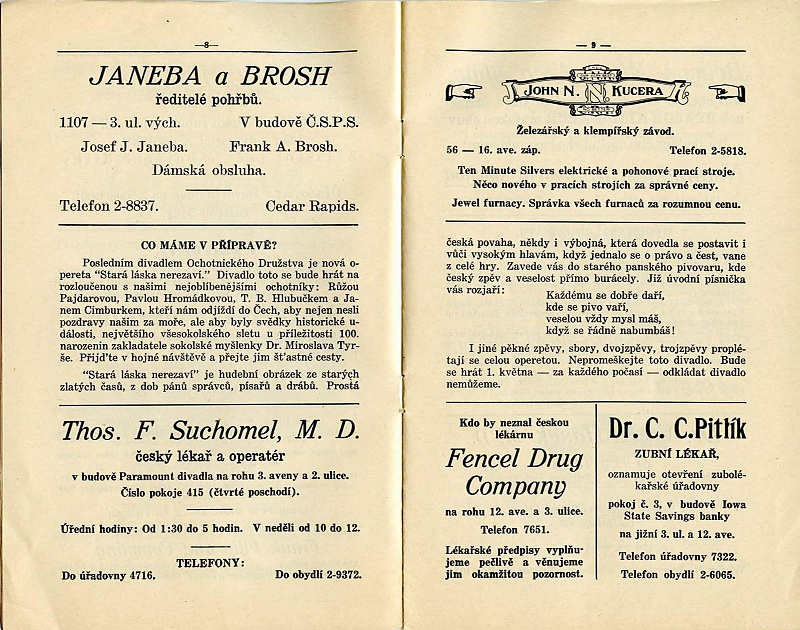 —8—
JANEBA a BROSH
ředitelé pohřbů.
1107 — 3. ul. vých. V budově Č.S.P.S.
Josef J. Janeba. Frank A. Brosh.
Dámská obsluha.
Telefon 2-8837. Cedar Rapids.
CO MÁME V PŘÍPRAVĚ?
Posledním divadlem Ochotnického Družstva je nová o-
pereta “Stará láska nerezaví.” Divadlo toto se bude hrát na
rozloučenou s našimi nejoblíbenějšími ochotníky: Růžou
Pajdarovou, Pavlou Hromádkovou, T. B. Hlubučkem a Ja-
nem Cimburkem, kteří nám odjíždí do Čech, aby nejen nesli
pozdravy našim za moře, ale aby byly svědky historické u-
dálosti, největšího všesokolského sletu u příležitosti 100.
narozenin zakladatele sokolské myšlenky Dr. Miroslava Tyr-
še. Přijďte v hojné návštěvě a přejte jim šťastné cesty.
“Stará láska nerezaví” je hudební obrázek ze starých
zlatých časů, z dob pánů správců, písařů a drábů. Prostá
Thos. F. Suchomel, M. D.
český lékař a operatér
v budově Paramount divadla na rohu 3. aveny a 2. ulice.
Číslo pokoje 415 (čtvrté poschodí).
Úřední hodiny: Od 1:30 do 5 hodin. V neděli od 10 do 12.
TELEFONY:
Do úřadovny 4716. Do obydlí 2-9372.
— 9 —
JOHN N. N KUCERA
Železářský a klempířský závod.
56 — 16. ave. záp. Telefon 2-5818.
Ten Minute Silvers elektrické a pohonové prací stroje.
Něco nového v pracích strojích za správné ceny.
Jewel furnacy. Správka všech furnaců za rozumnou cenu.
česká povaha, někdy i výbojná, která dovedla se postavit i
vůči vysokým hlavám, když jednalo se o právo a čest, vane
z celé hry. Zavede vás do starého panského pivovaru, kde
český zpěv a veselost přímo burácely. Již úvodní písnička
vás rozjaří:
Každému se dobře daří,
kde se pivo vaří,
veselou vždy mysl máš,
když se řádně nabumbáš!
I jiné pěkné zpěvy, sbory, dvojzpěvy, trojzpěvy proplé-
tají se celou operetou. Nepromeškejte toto divadlo. Bude
se hrát 1. května — za každého počasí — odkládat divadlo
nemůžeme.
Kdo by neznal českou
lékárnu
Fencel Drug
Company
na rohu 12. ave. a 3. ulice.
Telefon 7651.
Lékařské předpisy vyplňu-
jeme pečlivě a věnujeme
jim okamžitou pozornost.
Dr. C. C. Pitlík
ZUBNÍ LÉKAŘ,
oznamuje otevření zubolé-
kařské úřadovny
pokoj č. 3, v budově Iowa
State Savings banky
na jižní 3. ul. a 12. ave.
Telefon úřadovny 7322.
Telefon obydlí 2-6065.